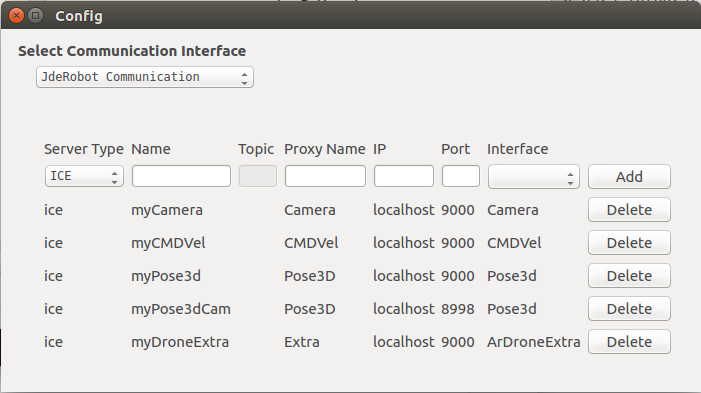 Config
Select Communication Interface
JdeRobot Communication
Server Type Name Topic Proxy Name IP Port Interface
ICE Add
ice myCamera Camera localhost 9000 Camera Delete
ice myCMDVel CMDVel localhost 9000 CMDVel Delete
ice myPose3d Pose3D localhost 9000 Pose3d Delete
ice myPose3dCam Pose3D localhost 8998 Pose3d Delete
ice myDroneExtra Extra localhost 9000 ArDroneExtra Delete